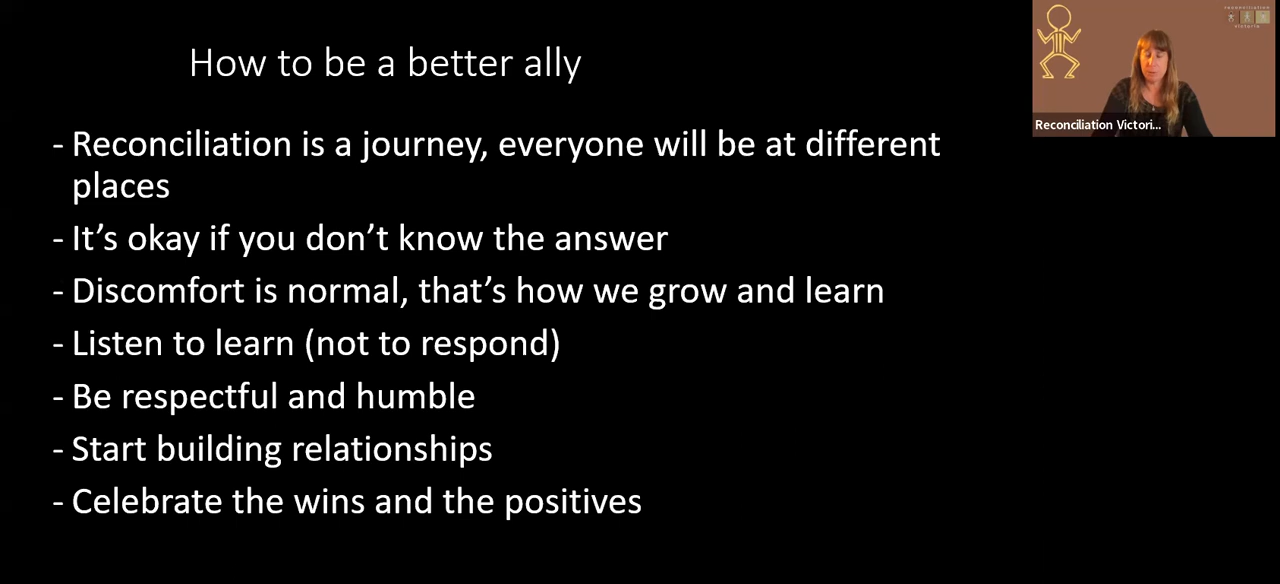 How to be a better ally
- Reconciliation is a journey, everyone will be at different
places
- It’s okay if you don’t know the answer
- Discomfort is normal, that’s how we grow and learn
- Listen to learn (not to respond)
- Be respectful and humble
- Start building relationships
- Celebrate the wins and the positives
reconciliation
victoria
Reconciliation Victori...